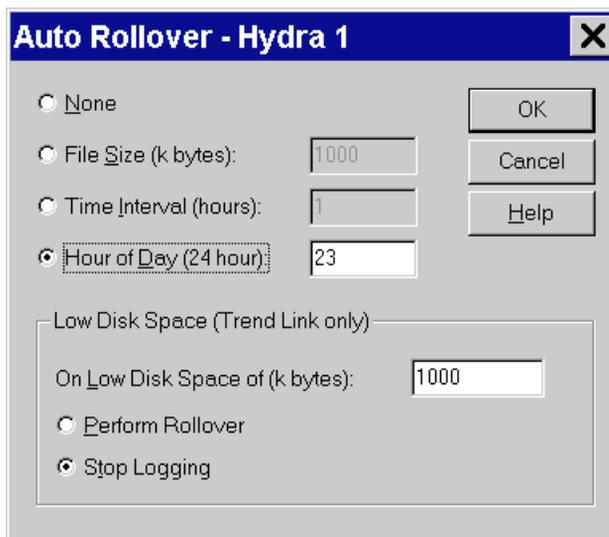 Auto Rollover - Hydra 1
None
OK
File Size (k bytes): 1000
Cancel
Time Interval (hours): 1
Help
Hour of Day (24 hour): 23
Low Disk Space (Trend Link only)
On Low Disk Space of (k bytes): 1000
Perform Rollover
Stop Logging